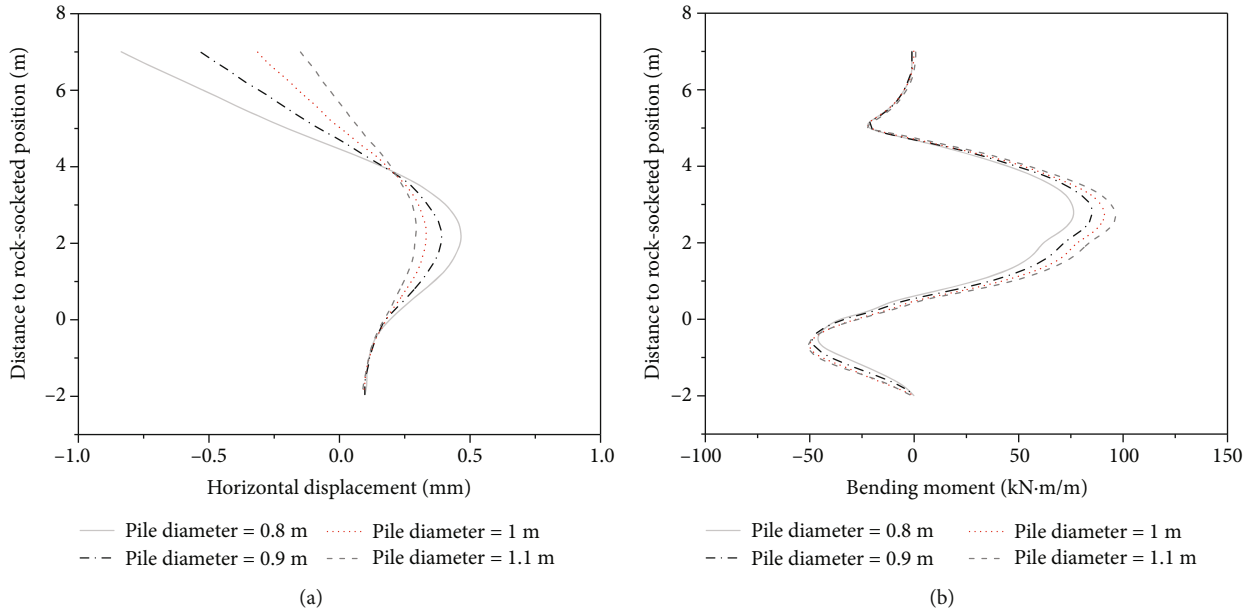 8
6
4
2
0
–2
Distance to rock-socketed position (m)
–1.0
–0.5
0.0
0.5
1.0
Horizontal displacement (mm)
Pile diameter = 0.8 m
Pile diameter = 0.9 m
Pile diameter = 1 m
Pile diameter = 1.1 m
(a)
8
6
4
2
0
–2
Distance to rock-socketed position (m)
–100
–50
0
50
100
150
Bending moment (kN·m/m)
Pile diameter = 0.8 m
Pile diameter = 0.9 m
Pile diameter = 1 m
Pile diameter = 1.1 m
(b)